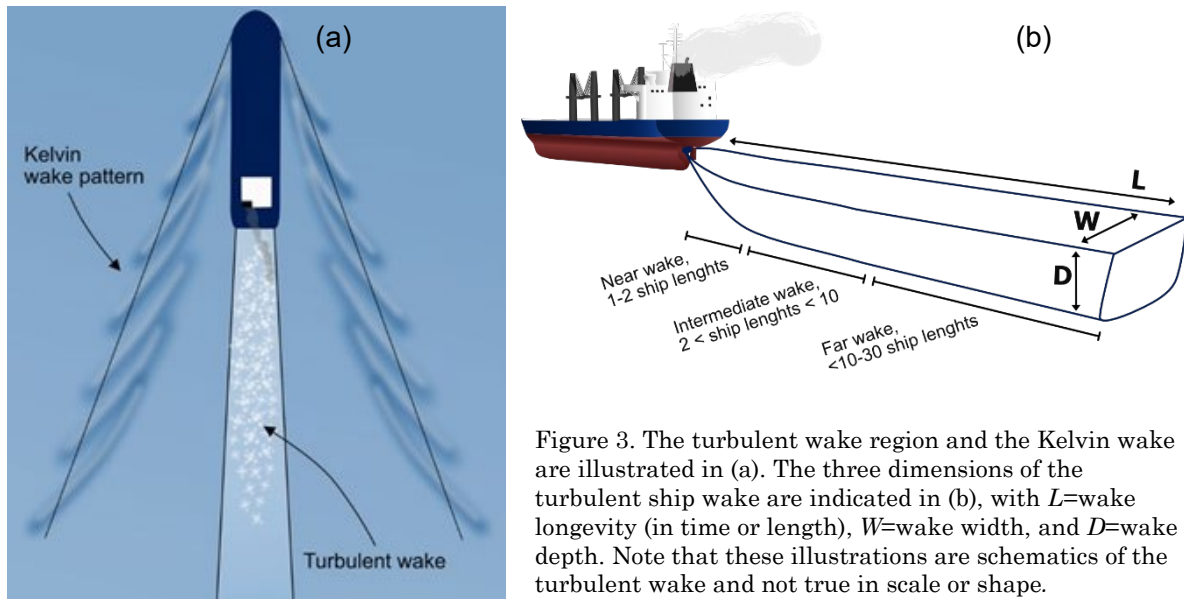 (a)
Kelvin
wake pattern
Turbulent wake
(b)
L
W
D
Near wake,
1-2 ship lenghts
Intermediate wake,
2 < ship lenghts < 10
Far wake,
<10-30 ship lenghts
Figure 3. The turbulent wake region and the Kelvin wake
are illustrated in (a). The three dimensions of the
turbulent ship wake are indicated in (b), with L=wake
longevity (in time or length), W=wake width, and D=wake
depth. Note that these illustrations are schematics of the
turbulent wake and not true in scale or shape.